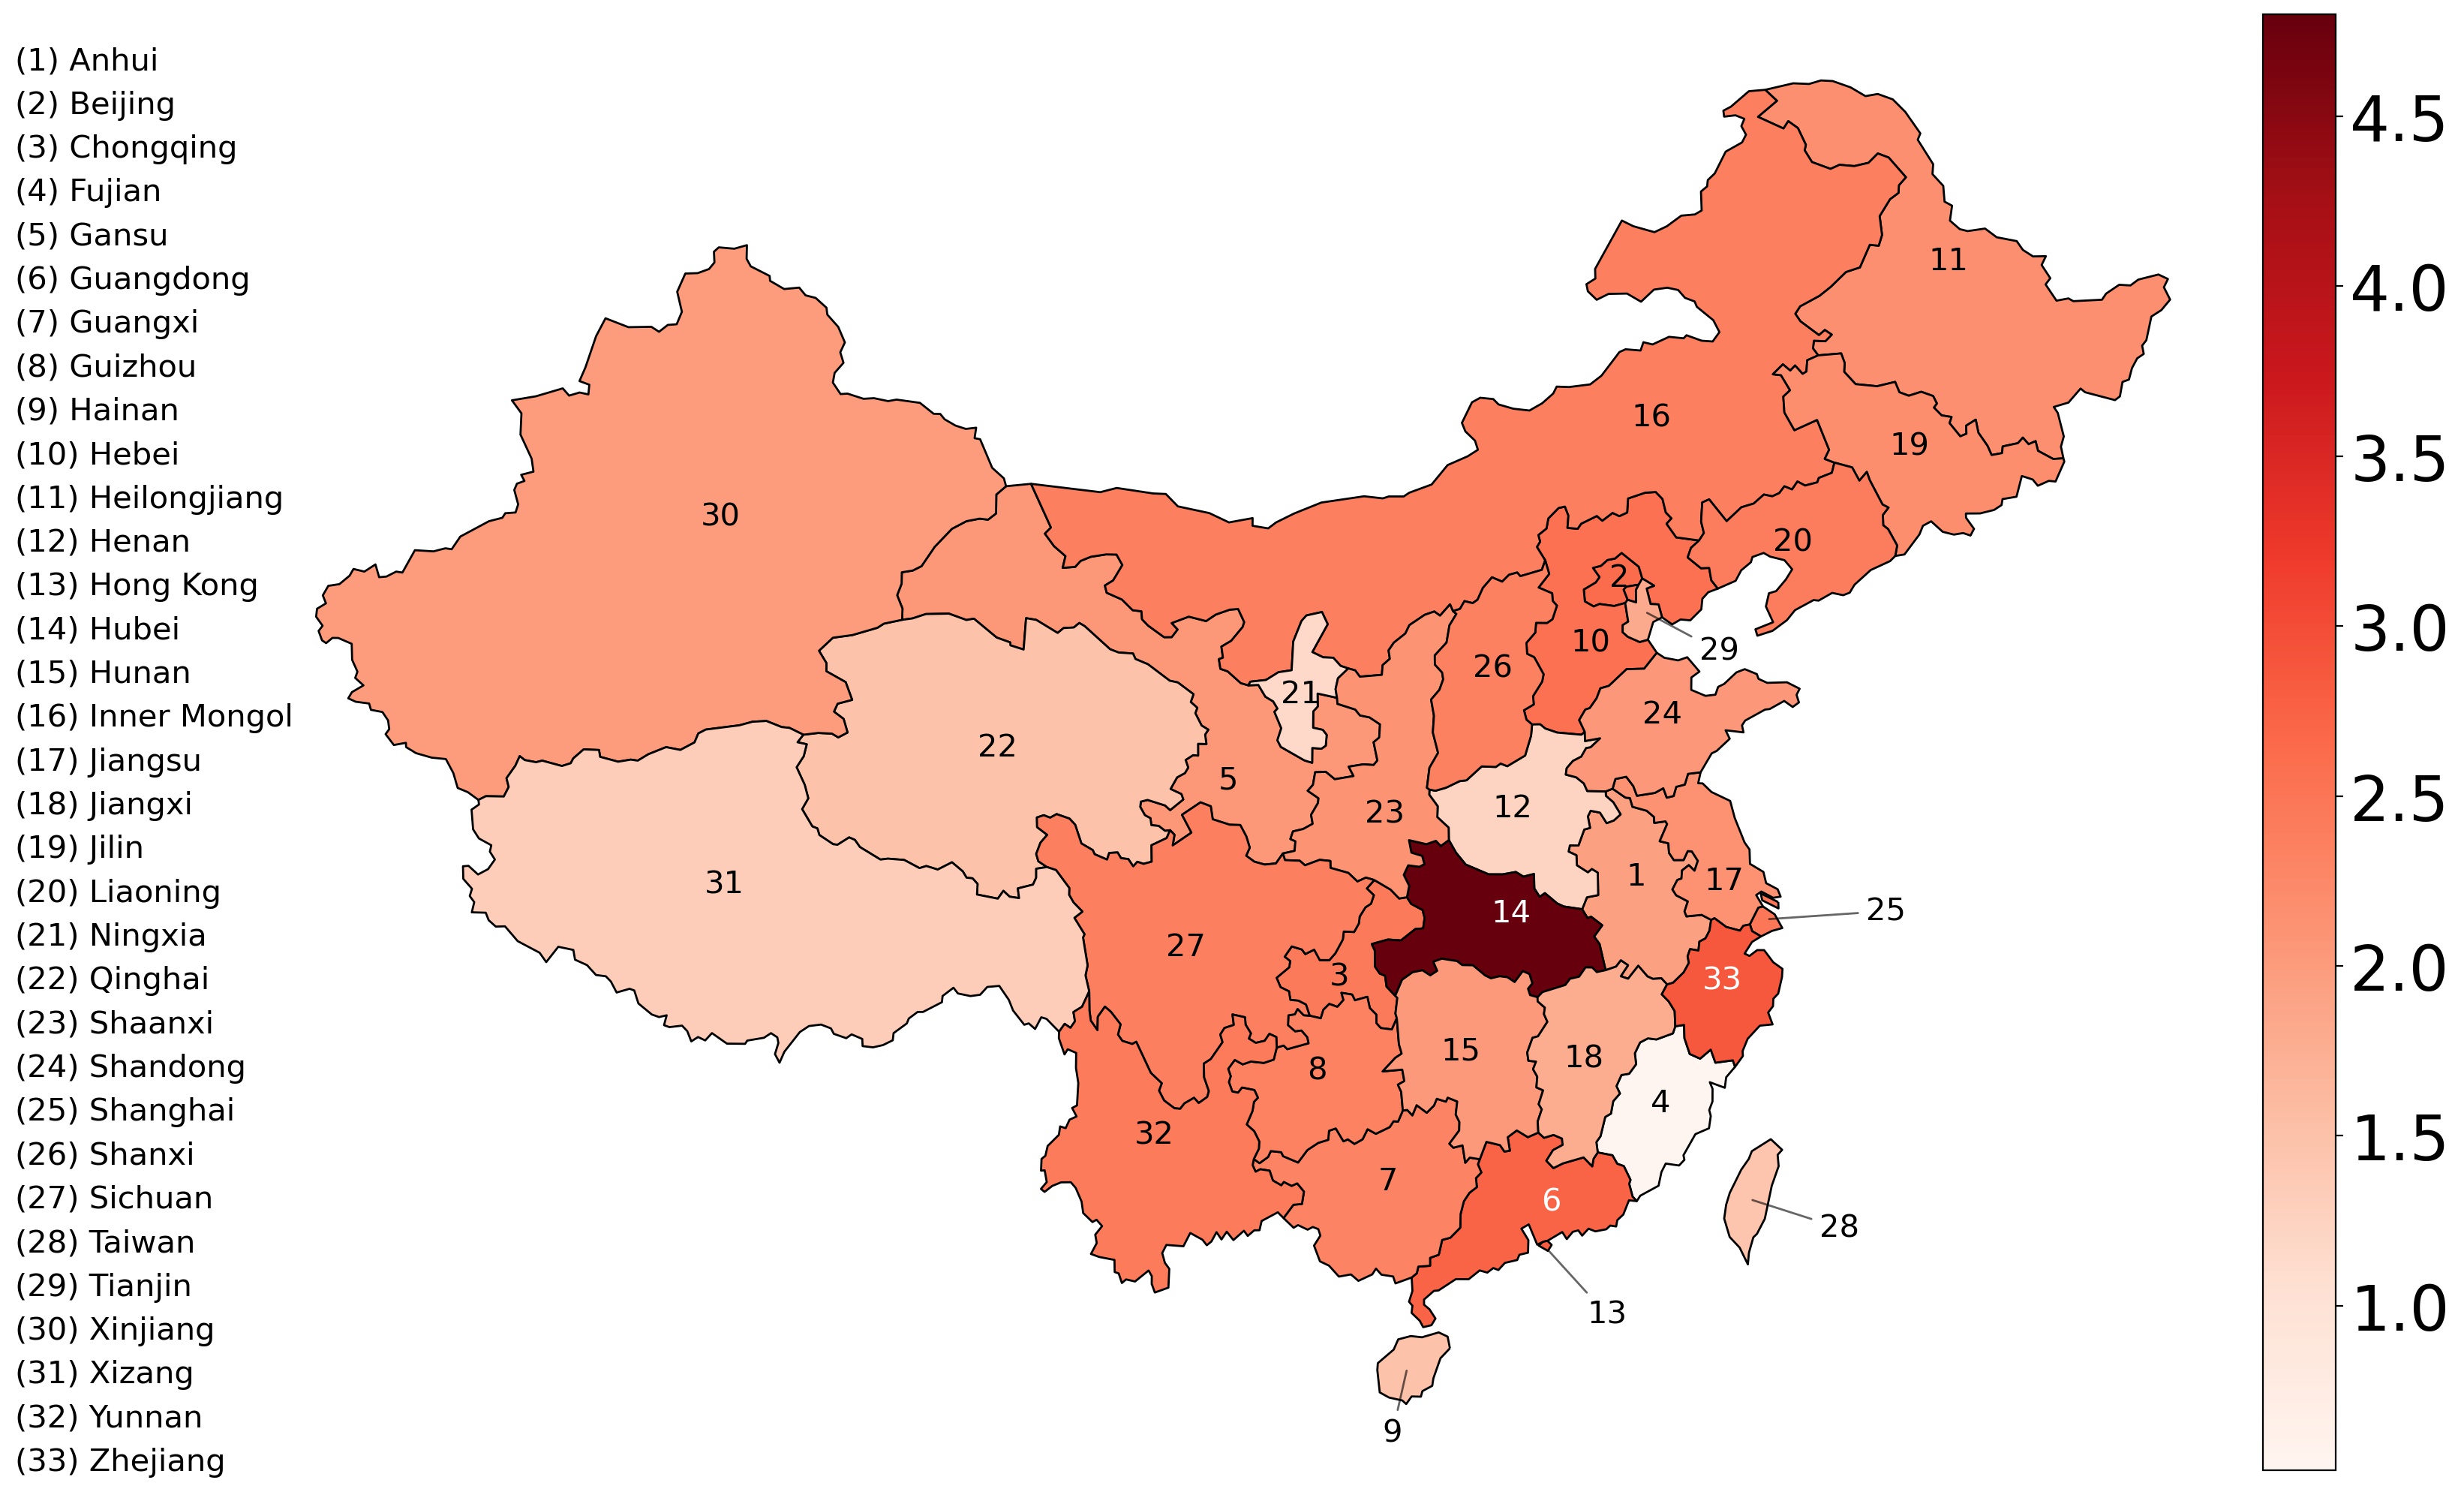 (1) Anhui
(2) Beijing
(3) Chongqing
(4) Fujian
(5) Gansu
(6) Guangdong
(7) Guangxi
(8) Guizhou
(9) Hainan
(10) Hebei
(11) Heilongjiang
(12) Henan
(13) Hong Kong
(14) Hubei
(15) Hunan
(16) Inner Mongol
(17) Jiangsu
(18) Jiangxi
(19) Jilin
(20) Liaoning
(21) Ningxia
(22) Qinghai
(23) Shaanxi
(24) Shandong
(25) Shanghai
(26) Shanxi
(27) Sichuan
(28) Taiwan
(29) Tianjin
(30) Xinjiang
(31) Xizang
(32) Yunnan
(33) Zhejiang
11
16
19
30
20
2
10
29
26
21
24
22
5
12
23
1
17
31
25
14
27
3
33
15
18
8
4
32
7
6
28
13
9
4.5
4.0
3.5
3.0
2.5
2.0
1.5
1.0